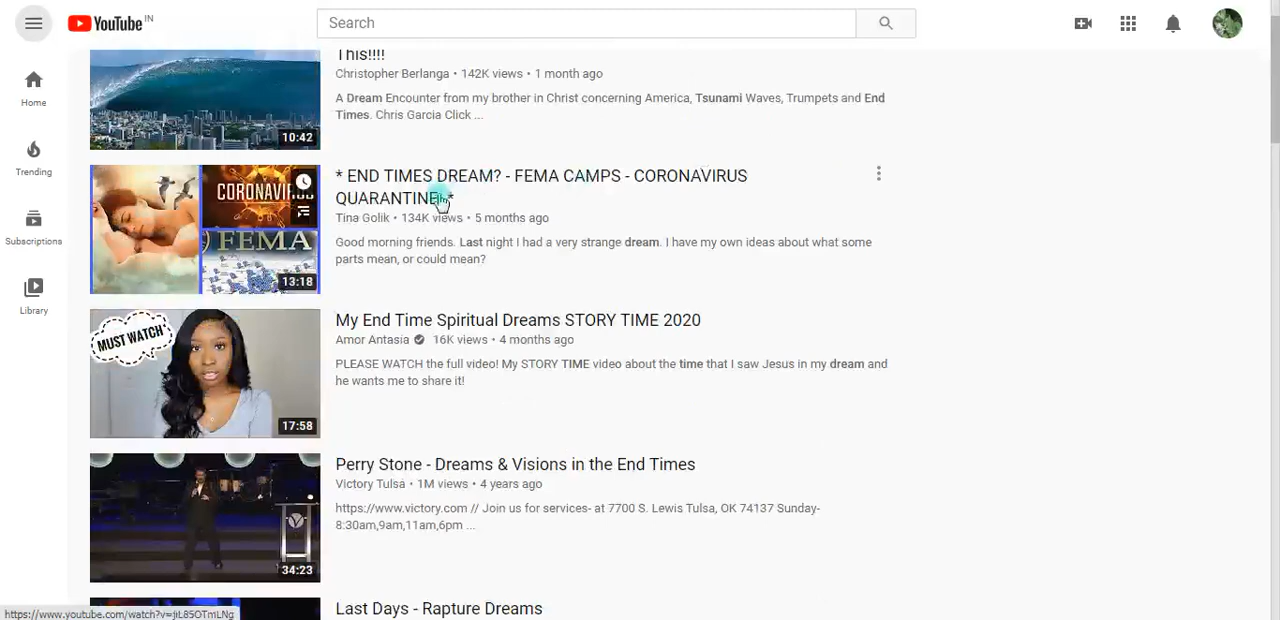 YouTube IN
Search
Home
Trending
Subscriptions
Library
This!!!!
Christopher Berlanga • 142K views • 1 month ago
A Dream Encounter from my brother in Christ concerning America, Tsunami Waves, Trumpets and End
Times. Chris Garcia Click ...
10:42
* END TIMES DREAM? - FEMA CAMPS - CORONAVIRUS
QUARANTINE *
Tina Golik • 134K views • 5 months ago
Good morning friends. Last night I had a very strange dream. I have my own ideas about what some
parts mean, or could mean?
CORONAVIRUS
FEMA
13:18
My End Time Spiritual Dreams STORY TIME 2020
Amor Antasia 16K views • 4 months ago
PLEASE WATCH the full video! My STORY TIME video about the time that I saw Jesus in my dream and
he wants me to share it!
MUST WATCH*
17:58
Perry Stone - Dreams & Visions in the End Times
Victory Tulsa • 1M views • 4 years ago
https://www.victory.com // Join us for services- at 7700 S. Lewis Tulsa, OK 74137 Sunday-
8:30am,9am,11am,6pm ...
34:23
Last Days - Rapture Dreams
https://www.youtube.com/watch?v=jiL85OTmLNg